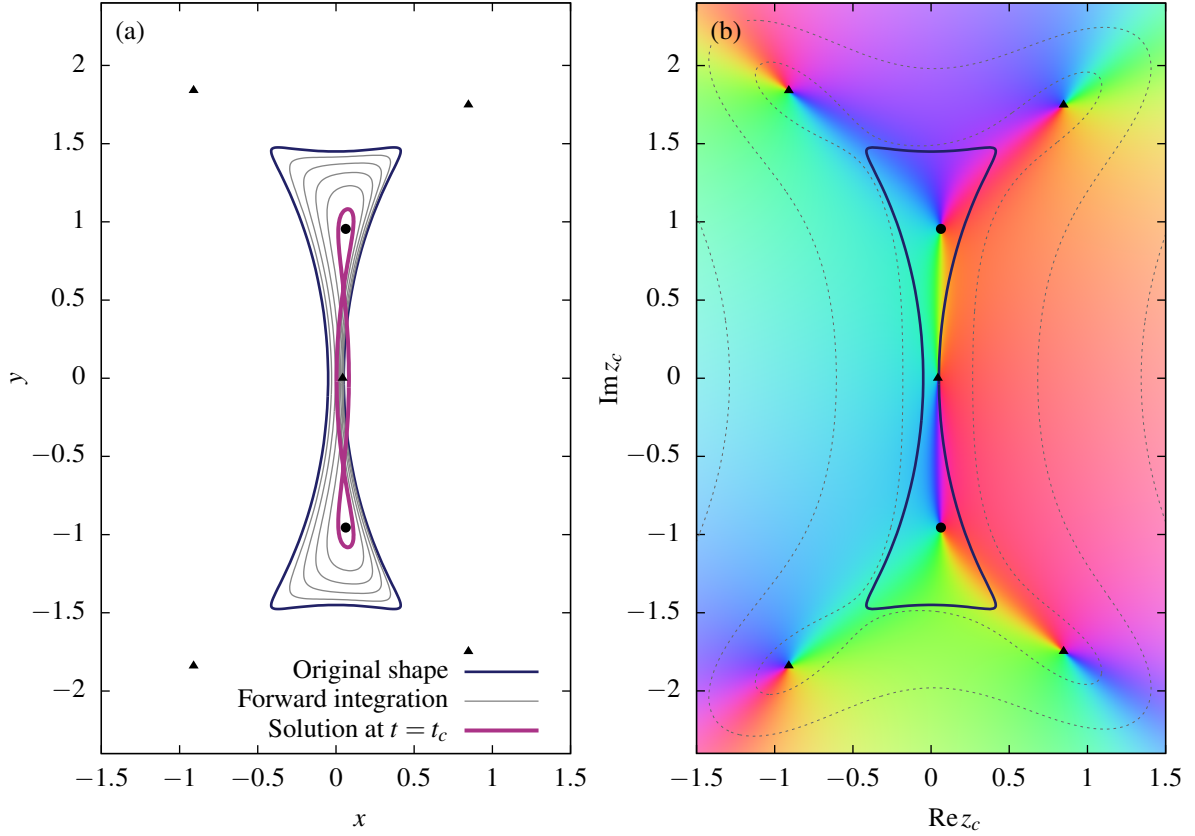 (a)
2
1.5
1
0.5
0
−0.5
−1
−1.5
−2
y
Original shape
Forward integration
Solution at t = t_c
−1.5 −1 −0.5 0 0.5 1 1.5
x
(b)
2
1.5
1
0.5
0
−0.5
−1
−1.5
−2
Im z_c
−1.5 −1 −0.5 0 0.5 1 1.5
Re z_c